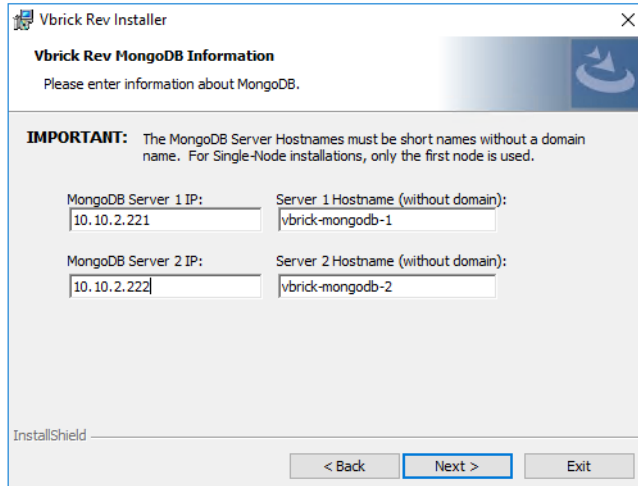 Vbrick Rev Installer
Vbrick Rev MongoDB Information
Please enter information about MongoDB.
IMPORTANT: The MongoDB Server Hostnames must be short names without a domain
name. For Single-Node installations, only the first node is used.
MongoDB Server 1 IP: Server 1 Hostname (without domain):
10.10.2.221 vbrick-mongodb-1
MongoDB Server 2 IP: Server 2 Hostname (without domain):
10.10.2.222 vbrick-mongodb-2
InstallShield
< Back Next > Exit